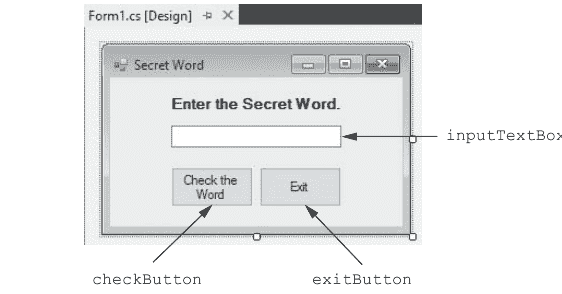 Form1.cs [Design]
Secret Word
Enter the Secret Word.
inputTextBox
Check the
Word
Exit
checkButton
exitButton